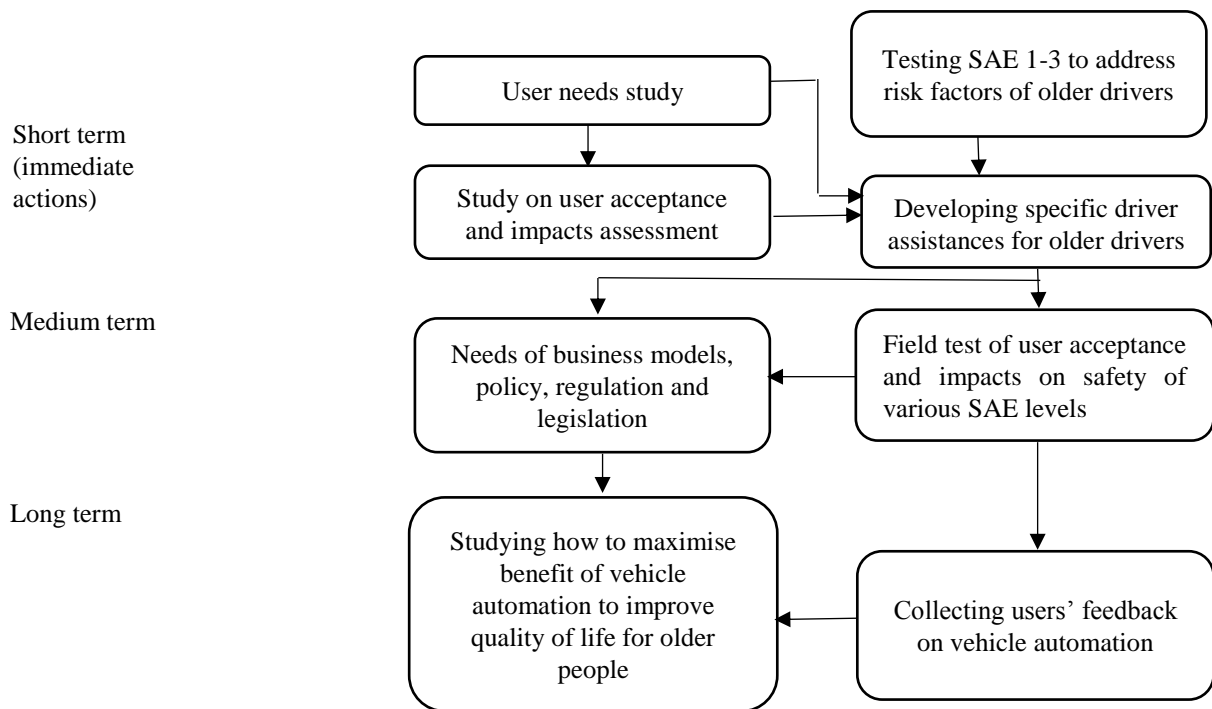 Testing SAE 1-3 to address
risk factors of older drivers
User needs study
Short term
(immediate
actions)
Study on user acceptance
and impacts assessment
Developing specific driver
assistances for older drivers
Medium term
Needs of business models,
policy, regulation and
legislation
Field test of user acceptance
and impacts on safety of
various SAE levels
Long term
Studying how to maximise
benefit of vehicle
automation to improve
quality of life for older
people
Collecting users’ feedback
on vehicle automation